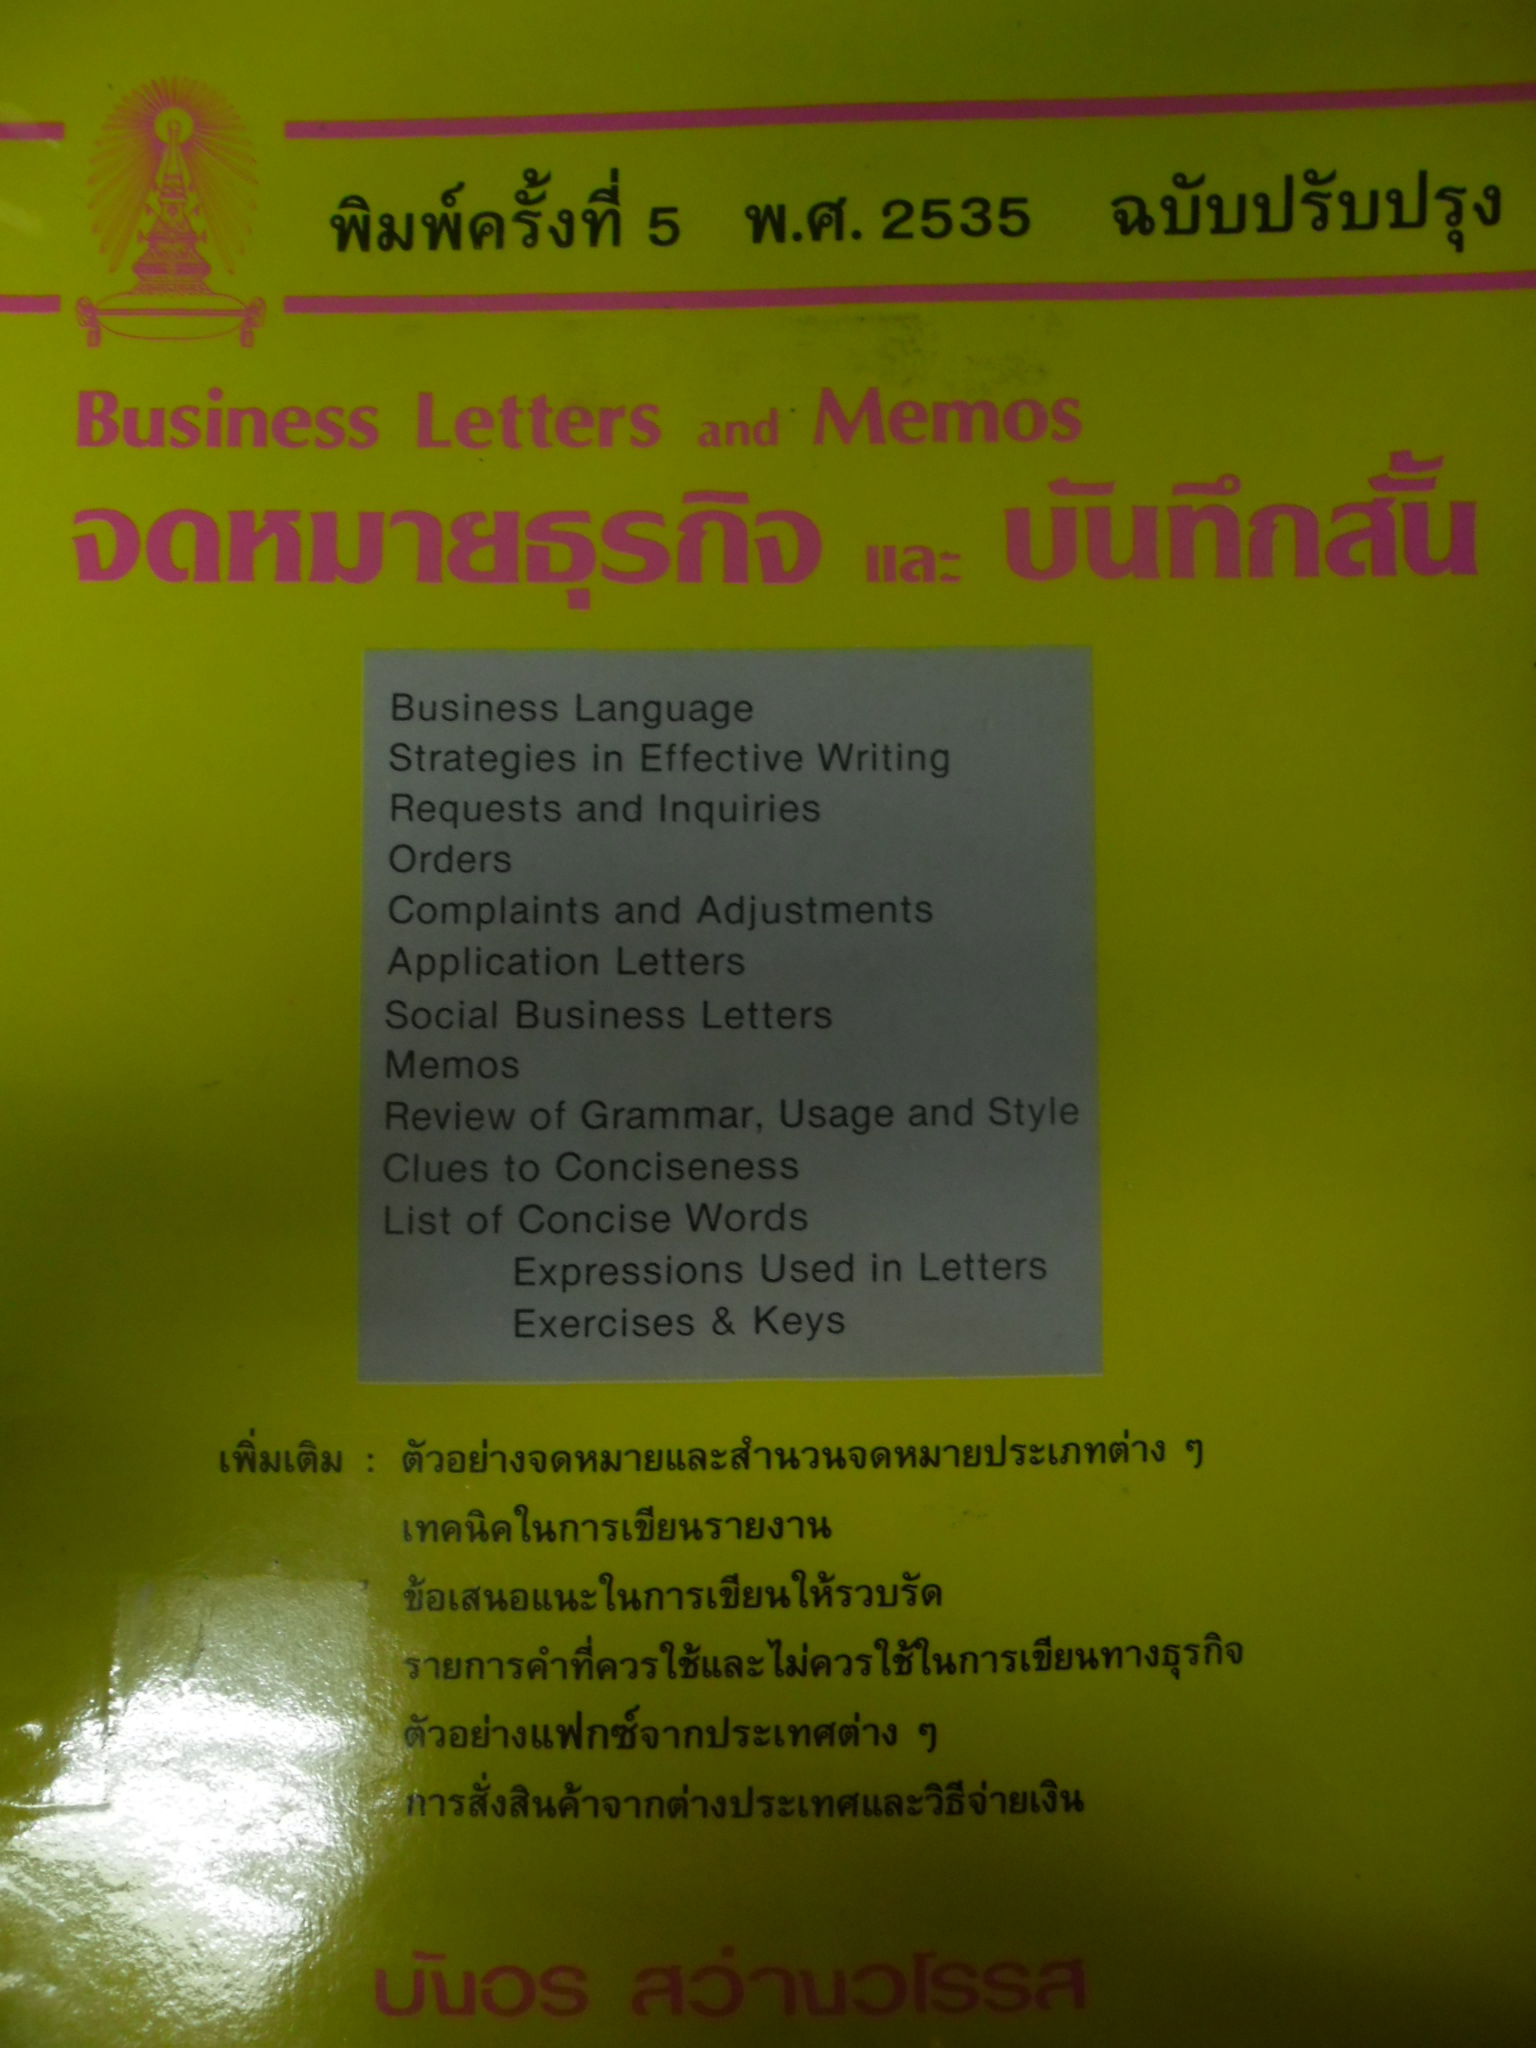 พิมพ์ครั้งที่ 5 พ.ศ. 2535 ฉบับปรับปรุง
Business Letters and Memos
จดหมายธุรกิจ และ บันทึกสั้น
Business Language
Strategies in Effective Writing
Requests and Inquiries
Orders
Complaints and Adjustments
Application Letters
Social Business Letters
Memos
Review of Grammar, Usage and Style
Clues to Conciseness
List of Concise Words
Expressions Used in Letters
Exercises & Keys
เพิ่มเติม : ตัวอย่างจดหมายและสำนวนจดหมายประเภทต่าง ๆ
เทคนิคในการเขียนรายงาน
ข้อเสนอแนะในการเขียนให้รวบรัด
รายการคำที่ควรใช้และไม่ควรใช้ในการเขียนทางธุรกิจ
ตัวอย่างแฟกซ์จากประเทศต่าง ๆ
การสั่งสินค้าจากต่างประเทศและวิธีจ่ายเงิน
บันอร สว่านวโรรส